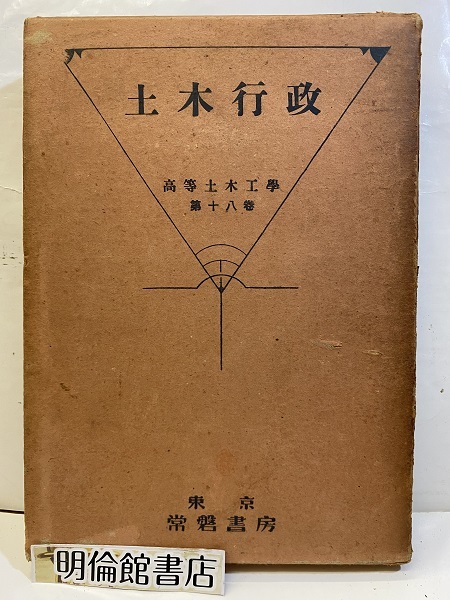 土木行政
高等土木工學
第十八卷
東京
常磐書房
明倫館書店